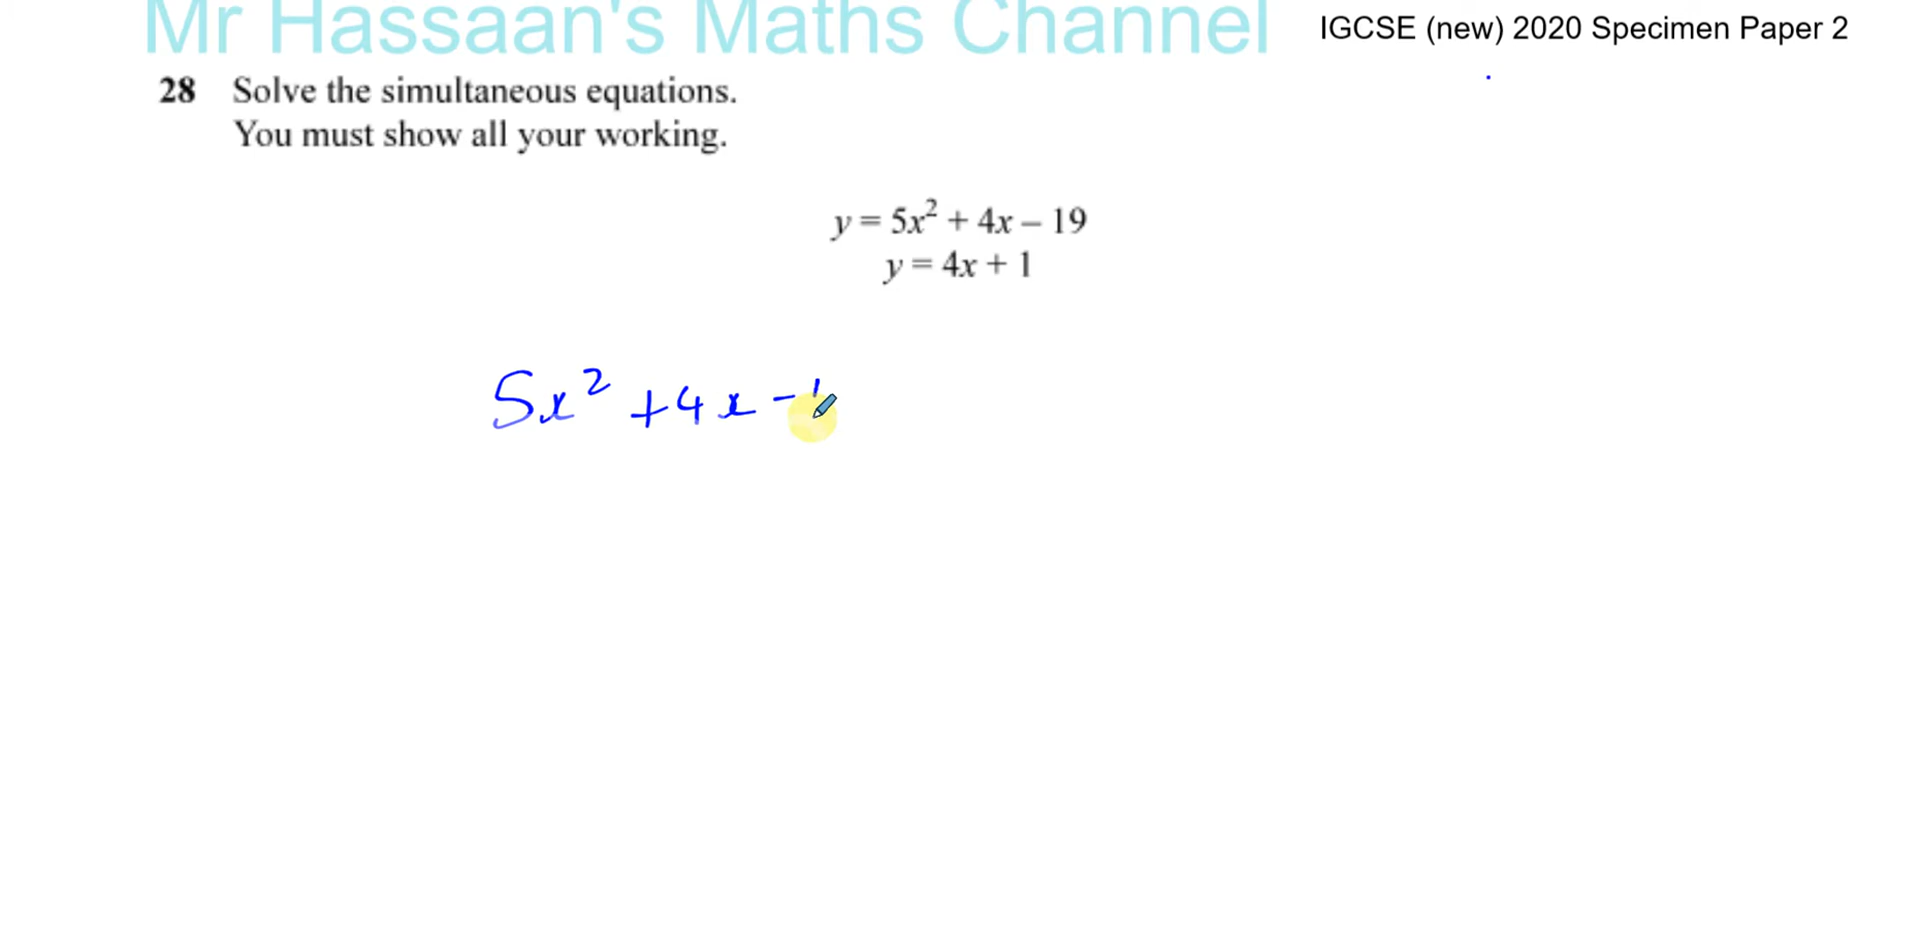 Mr Hassaan's Maths Channel
IGCSE (new) 2020 Specimen Paper 2
28 Solve the simultaneous equations.
You must show all your working.
y = 5x² + 4x – 19
y = 4x + 1
5x² + 4x -